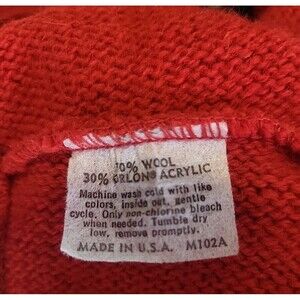 70% WOOL
30% ORLON® ACRYLIC
Machine wash cold with like
colors, inside out, gentle
cycle. Only non-chlorine bleach
when needed. Tumble dry
low, remove promptly.
MADE IN U.S.A. M102A